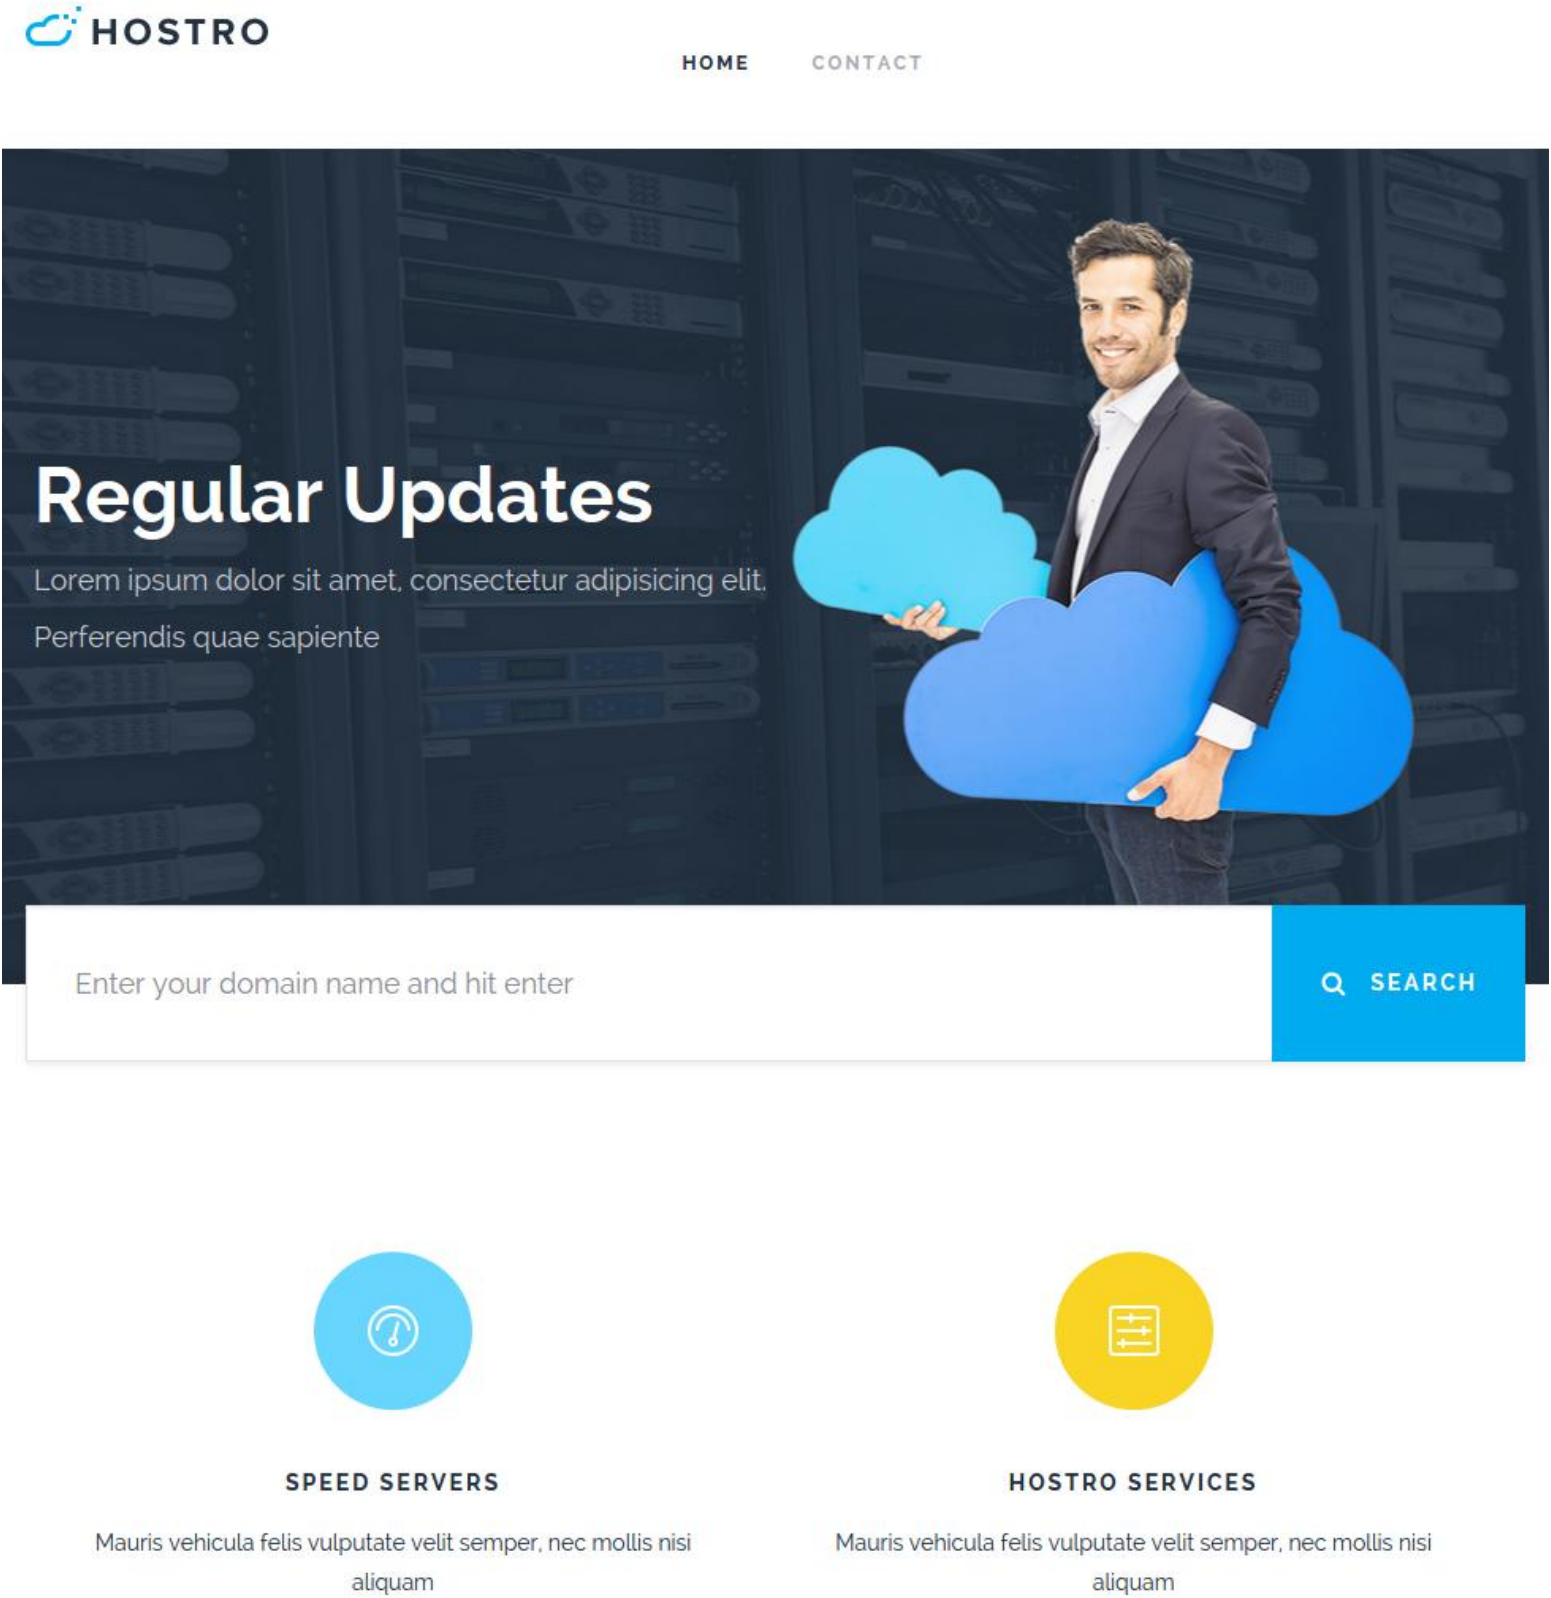 HOSTRO
HOME CONTACT
Regular Updates
Lorem ipsum dolor sit amet, consectetur adipisicing elit.
Perferendis quae sapiente
Enter your domain name and hit enter
SEARCH
SPEED SERVERS
Mauris vehicula felis vulputate velit semper, nec mollis nisi
aliquam
HOSTRO SERVICES
Mauris vehicula felis vulputate velit semper, nec mollis nisi
aliquam